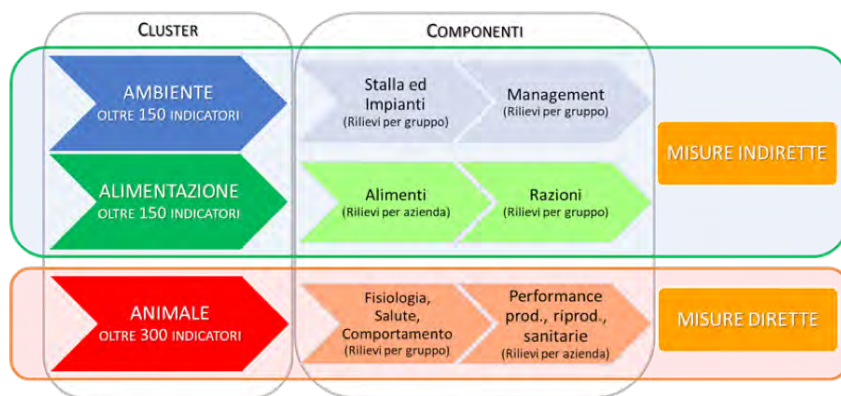 CLUSTER
COMPONENTI
AMBIENTE
OLTRE 150 INDICATORI
Stalla ed
Impianti
(Rilievi per gruppo)
Management
(Rilievi per gruppo)
MISURE INDIRETTE
ALIMENTAZIONE
OLTRE 150 INDICATORI
Alimenti
(Rilievi per azienda)
Razioni
(Rilievi per gruppo)
ANIMALE
OLTRE 300 INDICATORI
Fisiologia,
Salute,
Comportamento
(Rilievi per gruppo)
Performance
prod., riprod.,
sanitarie
(Rilievi per azienda)
MISURE DIRETTE